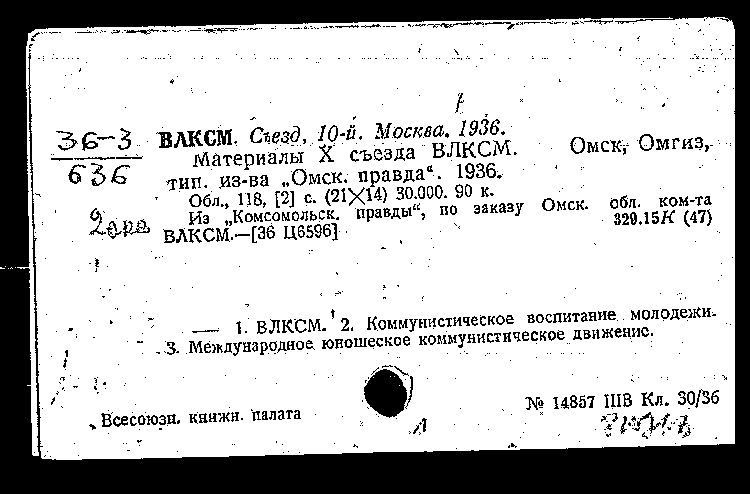 36-3
636
ВЛКСМ. Съезд, 10-й. Москва. 1936.
Материалы X съезда ВЛКСМ. Омск, Омгиз,
тип. из-ва „Омск. правда“. 1936.
Обл., 118, [2] с. (21×14) 30.000. 90 к.
Из „Комсомольск. правды“, по заказу Омск. обл. ком-та
ВЛКСМ.—[36 Ц6596] 329.15К (47)
— 1. ВЛКСМ. 2. Коммунистическое воспитание молодежи.
3. Международное юношеское коммунистическое движение.
№ 14857 IIIВ Кл. 30/36
Всесоюзн. книжн. палата